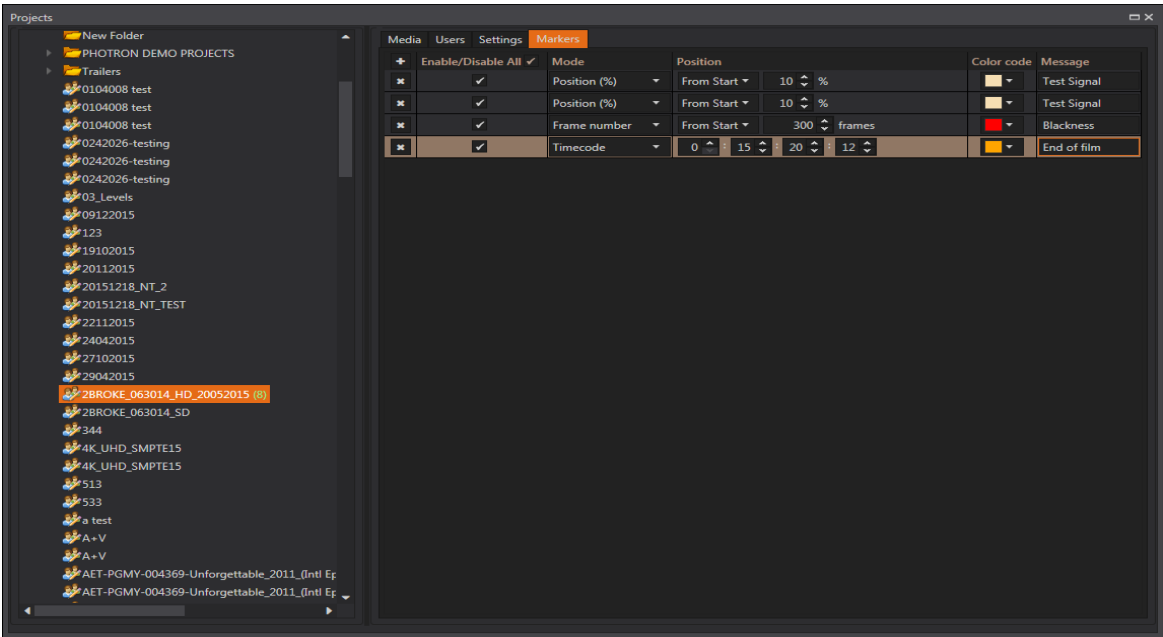 Projects
New Folder
PHOTRON DEMO PROJECTS
Trailers
0104008 test
0104008 test
0104008 test
0242026-testing
0242026-testing
0242026-testing
03_Levels
09122015
123
19102015
20112015
20151218_NT_2
20151218_NT_TEST
22112015
24042015
27102015
29042015
2BROKE_063014_HD_20052015 (8)
2BROKE_063014_SD
344
4K_UHD_SMPTE15
4K_UHD_SMPTE15
513
533
a test
A+V
A+V
AET-PGMY-004369-Unforgettable_2011_(Intl Ep
AET-PGMY-004369-Unforgettable_2011_(Intl Ep
Media Users Settings Markers
Enable/Disable All Mode Position Color code Message
Position (%) From Start 10 % Test Signal
Position (%) From Start 10 % Test Signal
Frame number From Start 300 frames Blackness
Timecode 0 : 15 : 20 : 12 End of film